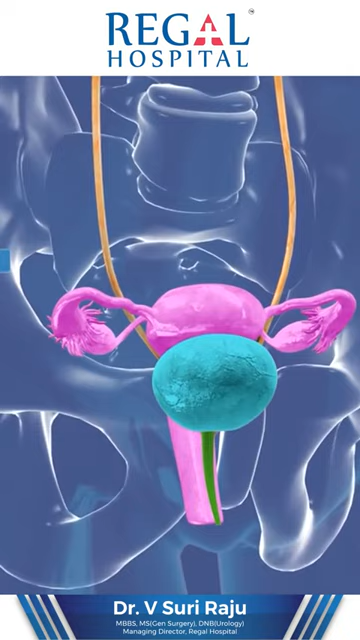 REGAL
HOSPITAL
Dr. V Suri Raju
MBBS, MS(Gen Surgery), DNB(Urology)
Managing Director, Regal Hospital